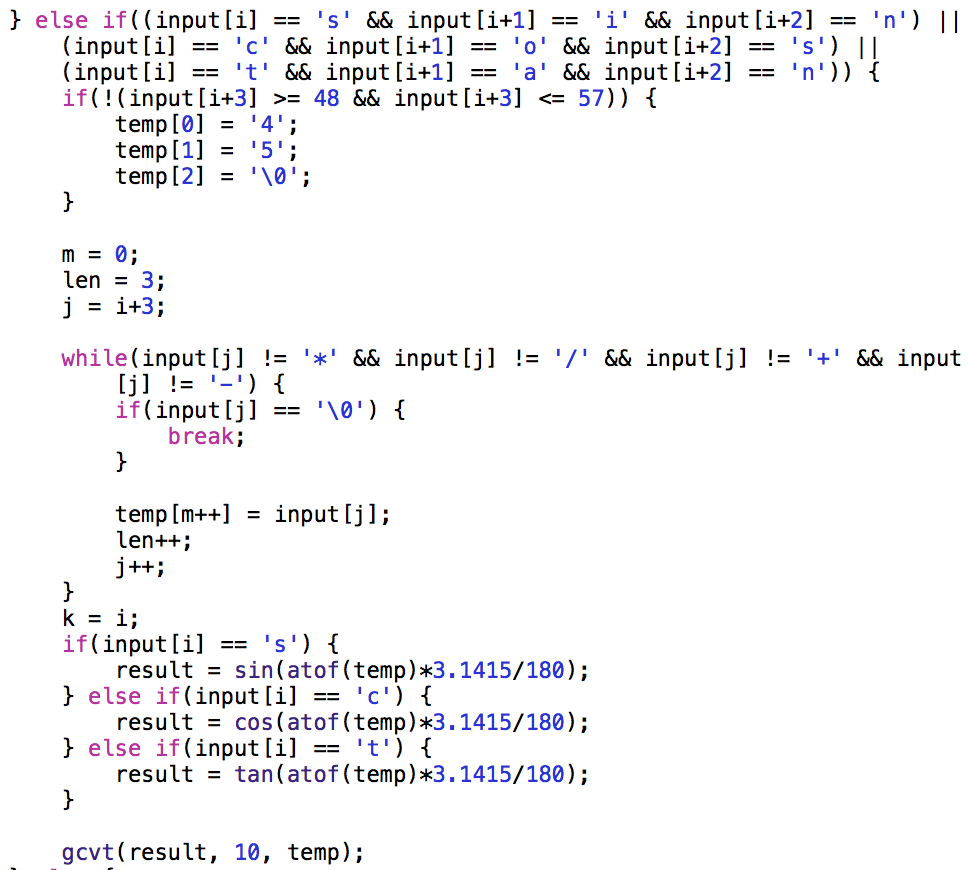 } else if((input[i] == 's' && input[i+1] == 'i' && input[i+2] == 'n') ||
    (input[i] == 'c' && input[i+1] == 'o' && input[i+2] == 's') ||
    (input[i] == 't' && input[i+1] == 'a' && input[i+2] == 'n')) {
    if(!(input[i+3] >= 48 && input[i+3] <= 57)) {
        temp[0] = '4';
        temp[1] = '5';
        temp[2] = '\0';
    }

    m = 0;
    len = 3;
    j = i+3;

    while(input[j] != '*' && input[j] != '/' && input[j] != '+' && input
        [j] != '-') {
        if(input[j] == '\0') {
            break;
        }

        temp[m++] = input[j];
        len++;
        j++;
    }
    k = i;
    if(input[i] == 's') {
        result = sin(atof(temp)*3.1415/180);
    } else if(input[i] == 'c') {
        result = cos(atof(temp)*3.1415/180);
    } else if(input[i] == 't') {
        result = tan(atof(temp)*3.1415/180);
    }

    gcvt(result, 10, temp);